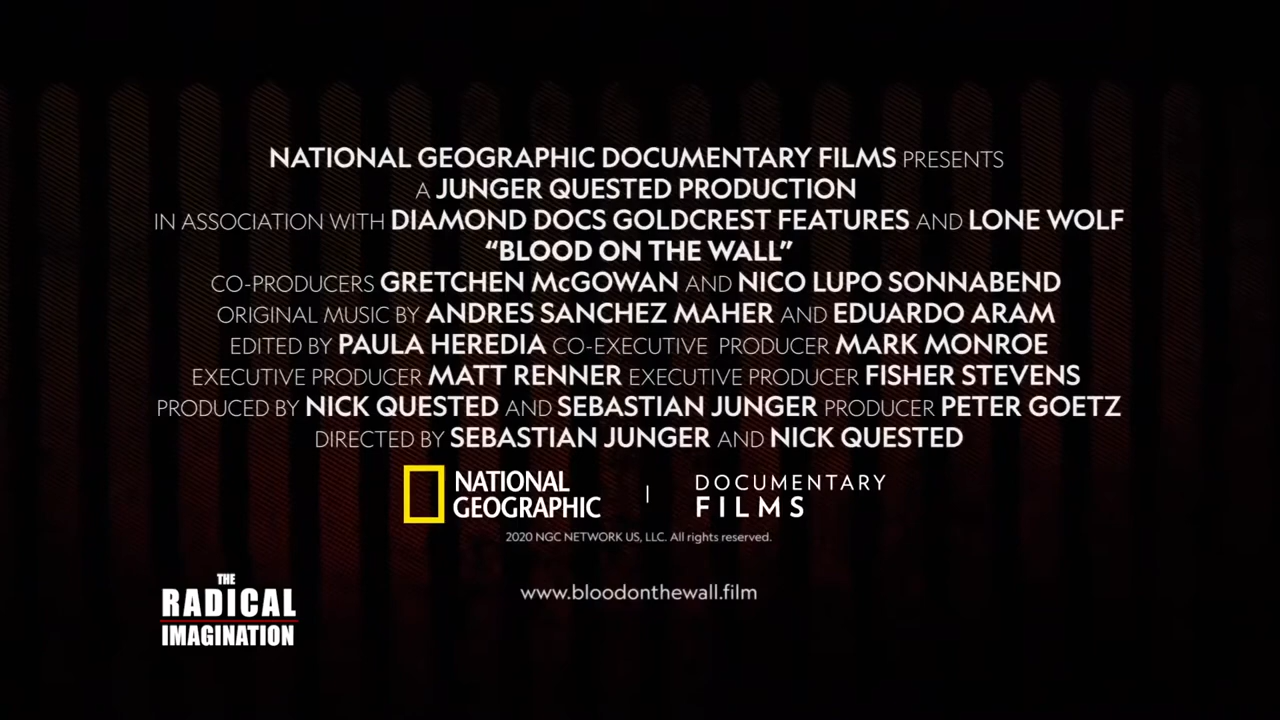 NATIONAL GEOGRAPHIC DOCUMENTARY FILMS PRESENTS
A JUNGER QUESTED PRODUCTION
IN ASSOCIATION WITH DIAMOND DOCS GOLDCREST FEATURES AND LONE WOLF
“BLOOD ON THE WALL”
CO-PRODUCERS GRETCHEN McGOWAN AND NICO LUPO SONNABEND
ORIGINAL MUSIC BY ANDRES SANCHEZ MAHER AND EDUARDO ARAM
EDITED BY PAULA HEREDIA CO-EXECUTIVE PRODUCER MARK MONROE
EXECUTIVE PRODUCER MATT RENNER EXECUTIVE PRODUCER FISHER STEVENS
PRODUCED BY NICK QUESTED AND SEBASTIAN JUNGER PRODUCER PETER GOETZ
DIRECTED BY SEBASTIAN JUNGER AND NICK QUESTED
NATIONAL
GEOGRAPHIC
DOCUMENTARY
FILMS
2020 NGC NETWORK US, LLC. All rights reserved.
www.bloodonthewall.film
THE
RADICAL
IMAGINATION